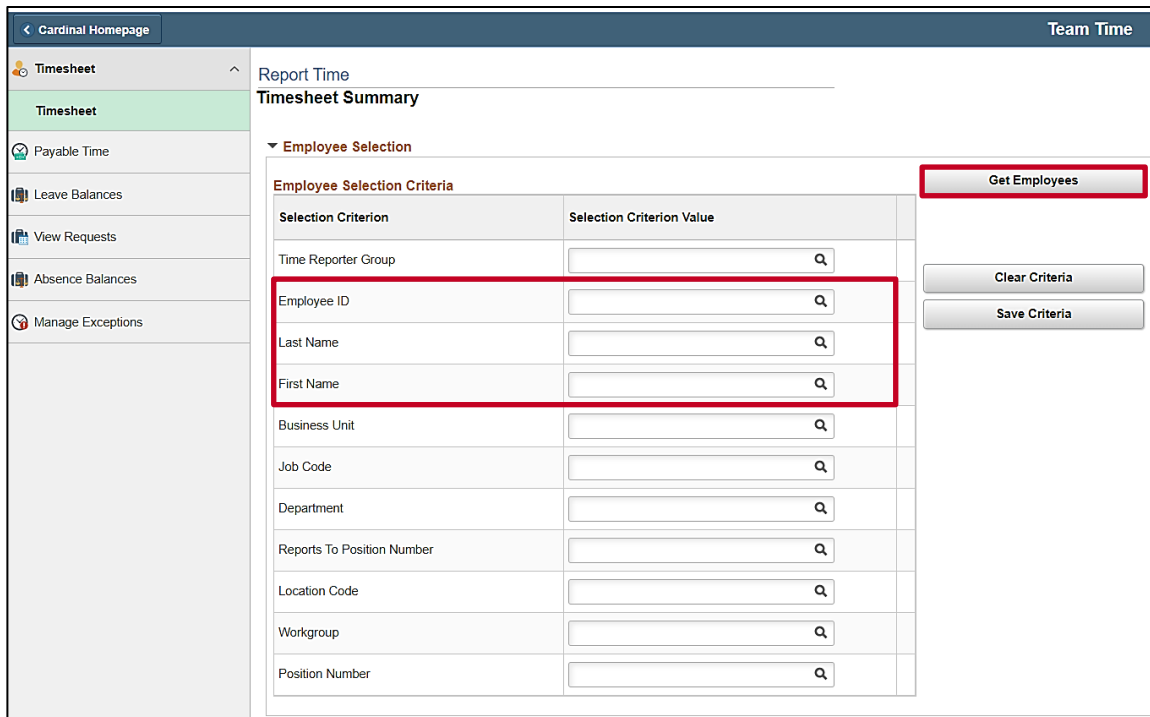 Cardinal Homepage
Team Time
Timesheet
Timesheet
Payable Time
Leave Balances
View Requests
Absence Balances
Manage Exceptions
Report Time
Timesheet Summary
Employee Selection
Employee Selection Criteria
Get Employees
Selection Criterion Selection Criterion Value
Time Reporter Group
Clear Criteria
Employee ID
Save Criteria
Last Name
First Name
Business Unit
Job Code
Department
Reports To Position Number
Location Code
Workgroup
Position Number